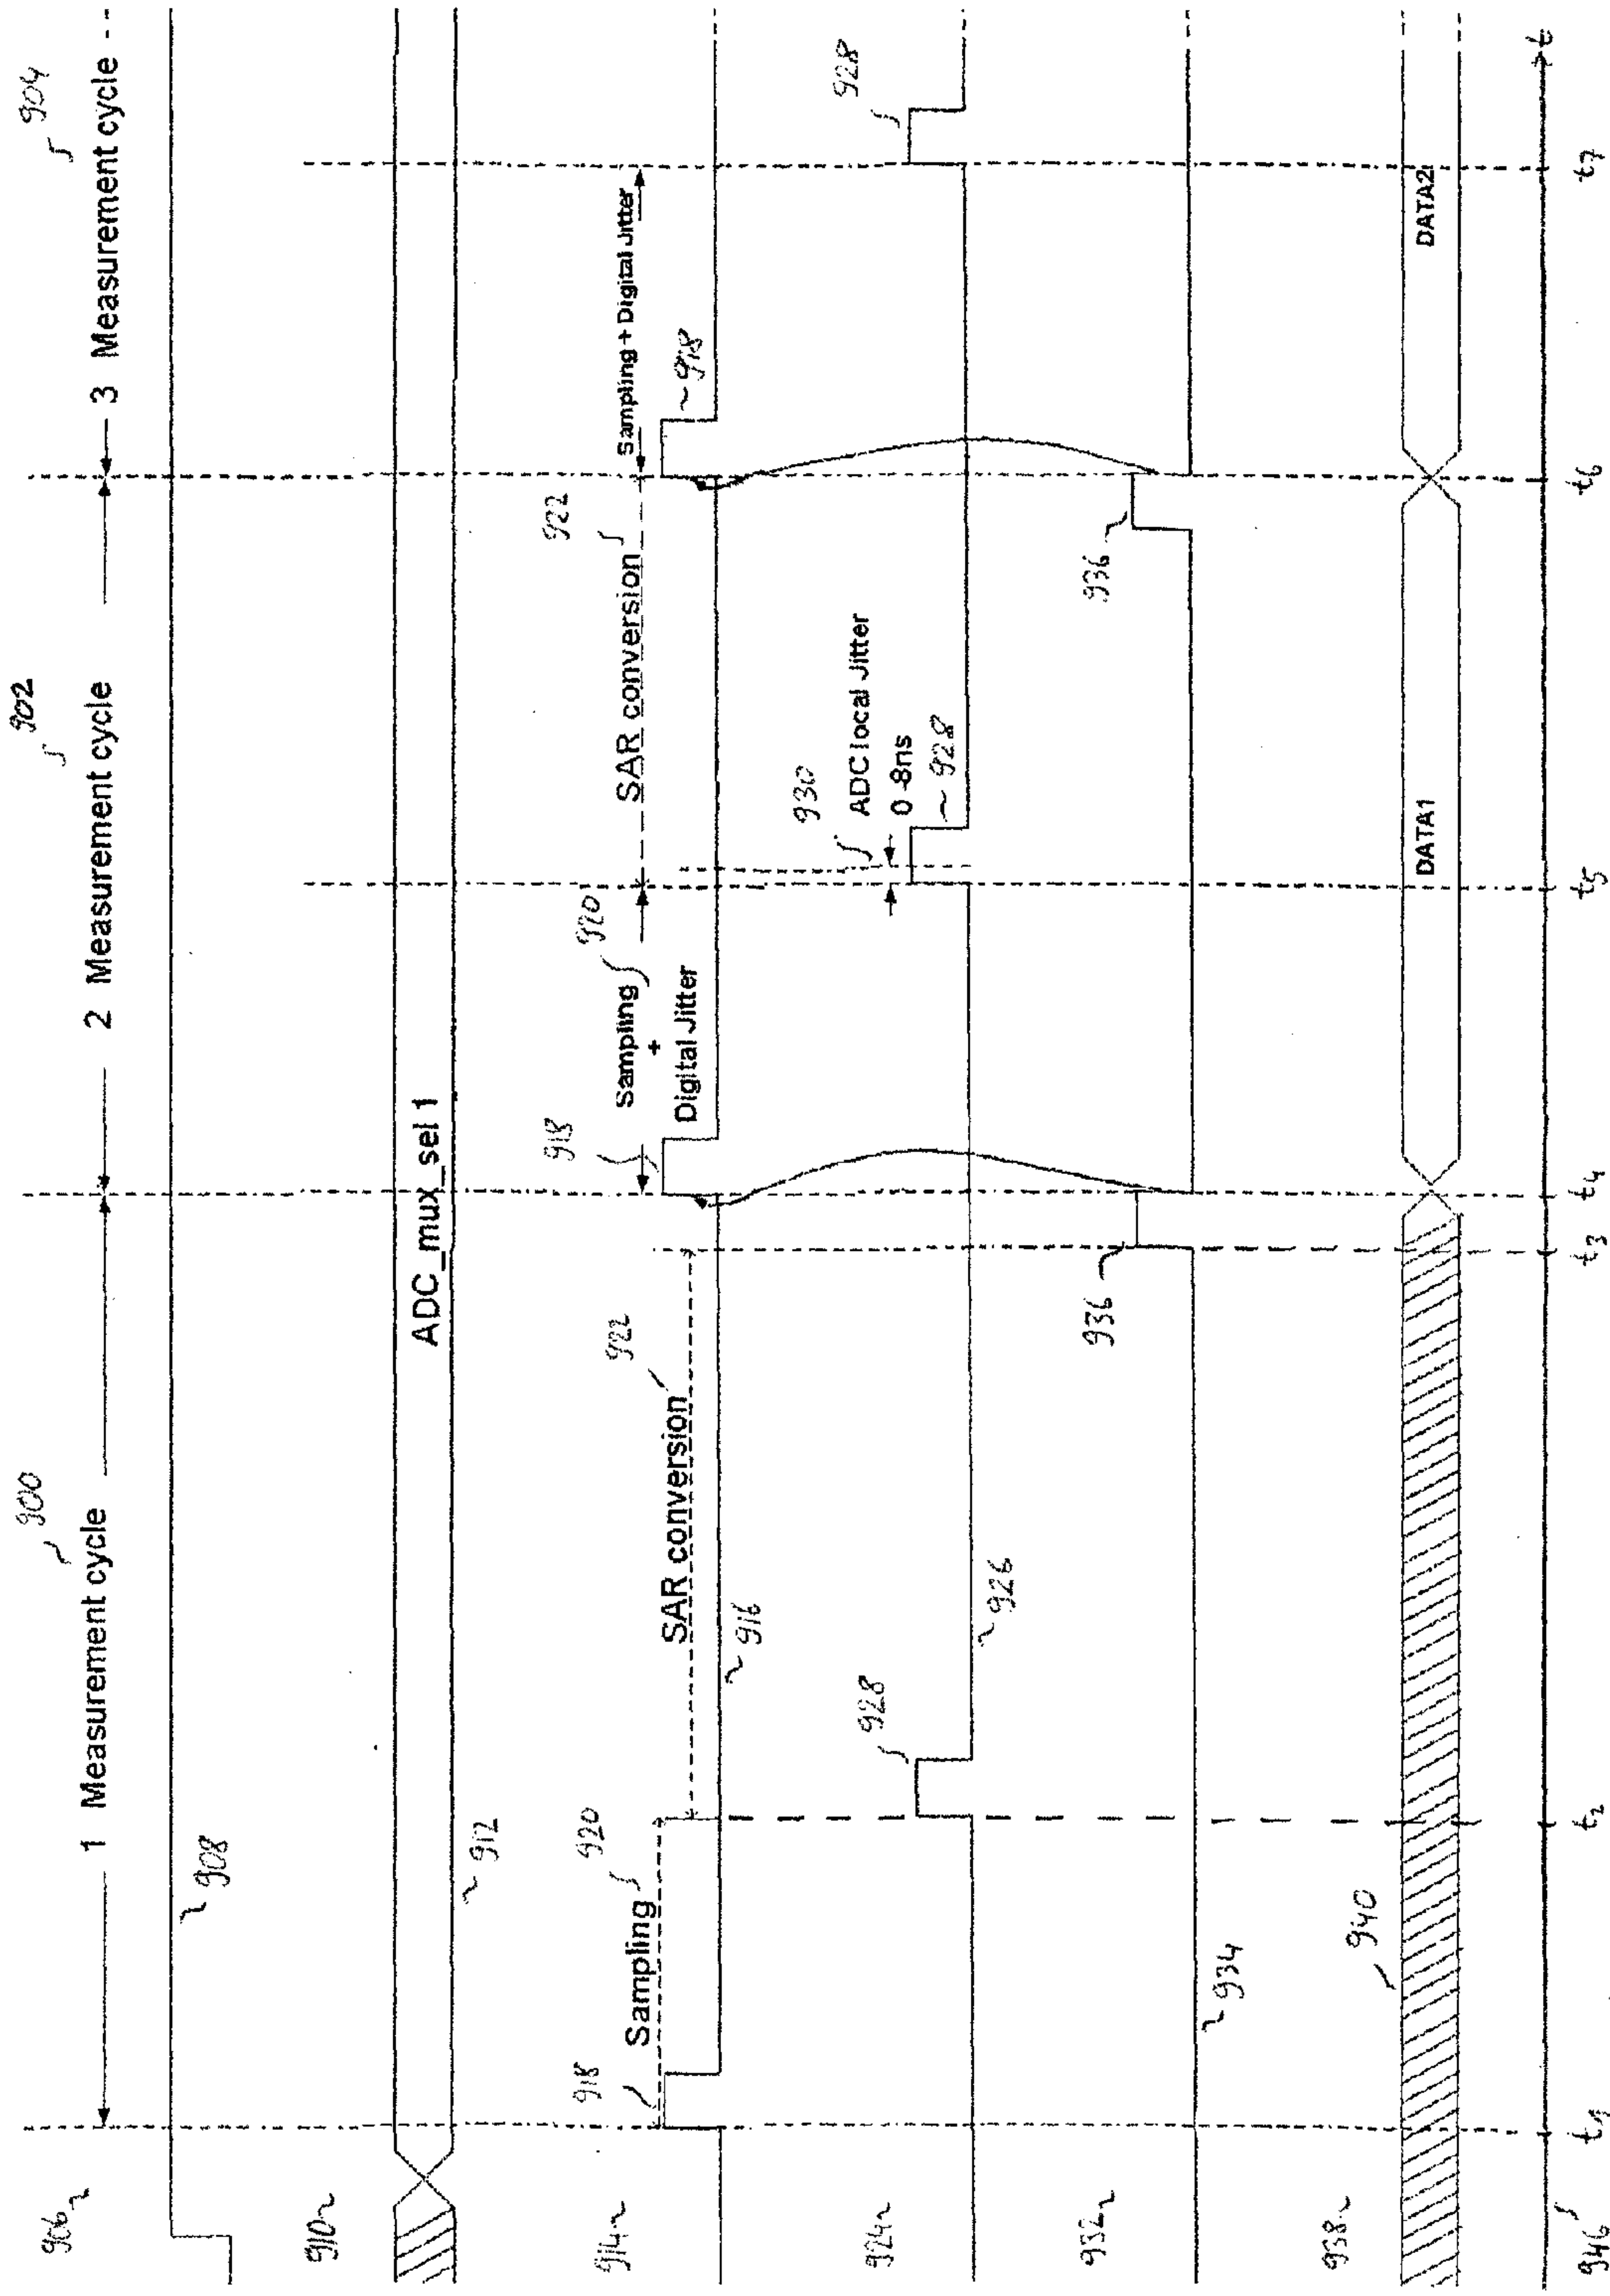 900
902
904
1 Measurement cycle
2 Measurement cycle
3 Measurement cycle
906
908
910
ADC_mux_sel 1
912
914
918
Sampling
920
SAR conversion
922
916
918
Sampling
+
Digital Jitter
920
SAR conversion
922
Sampling + Digital Jitter
918
924
928
926
930
ADC local Jitter
0-8ns
928
928
932
934
936
936
938
940
DATA1
DATA2
946
t1
t2
t3
t4
t5
t6
t7
t